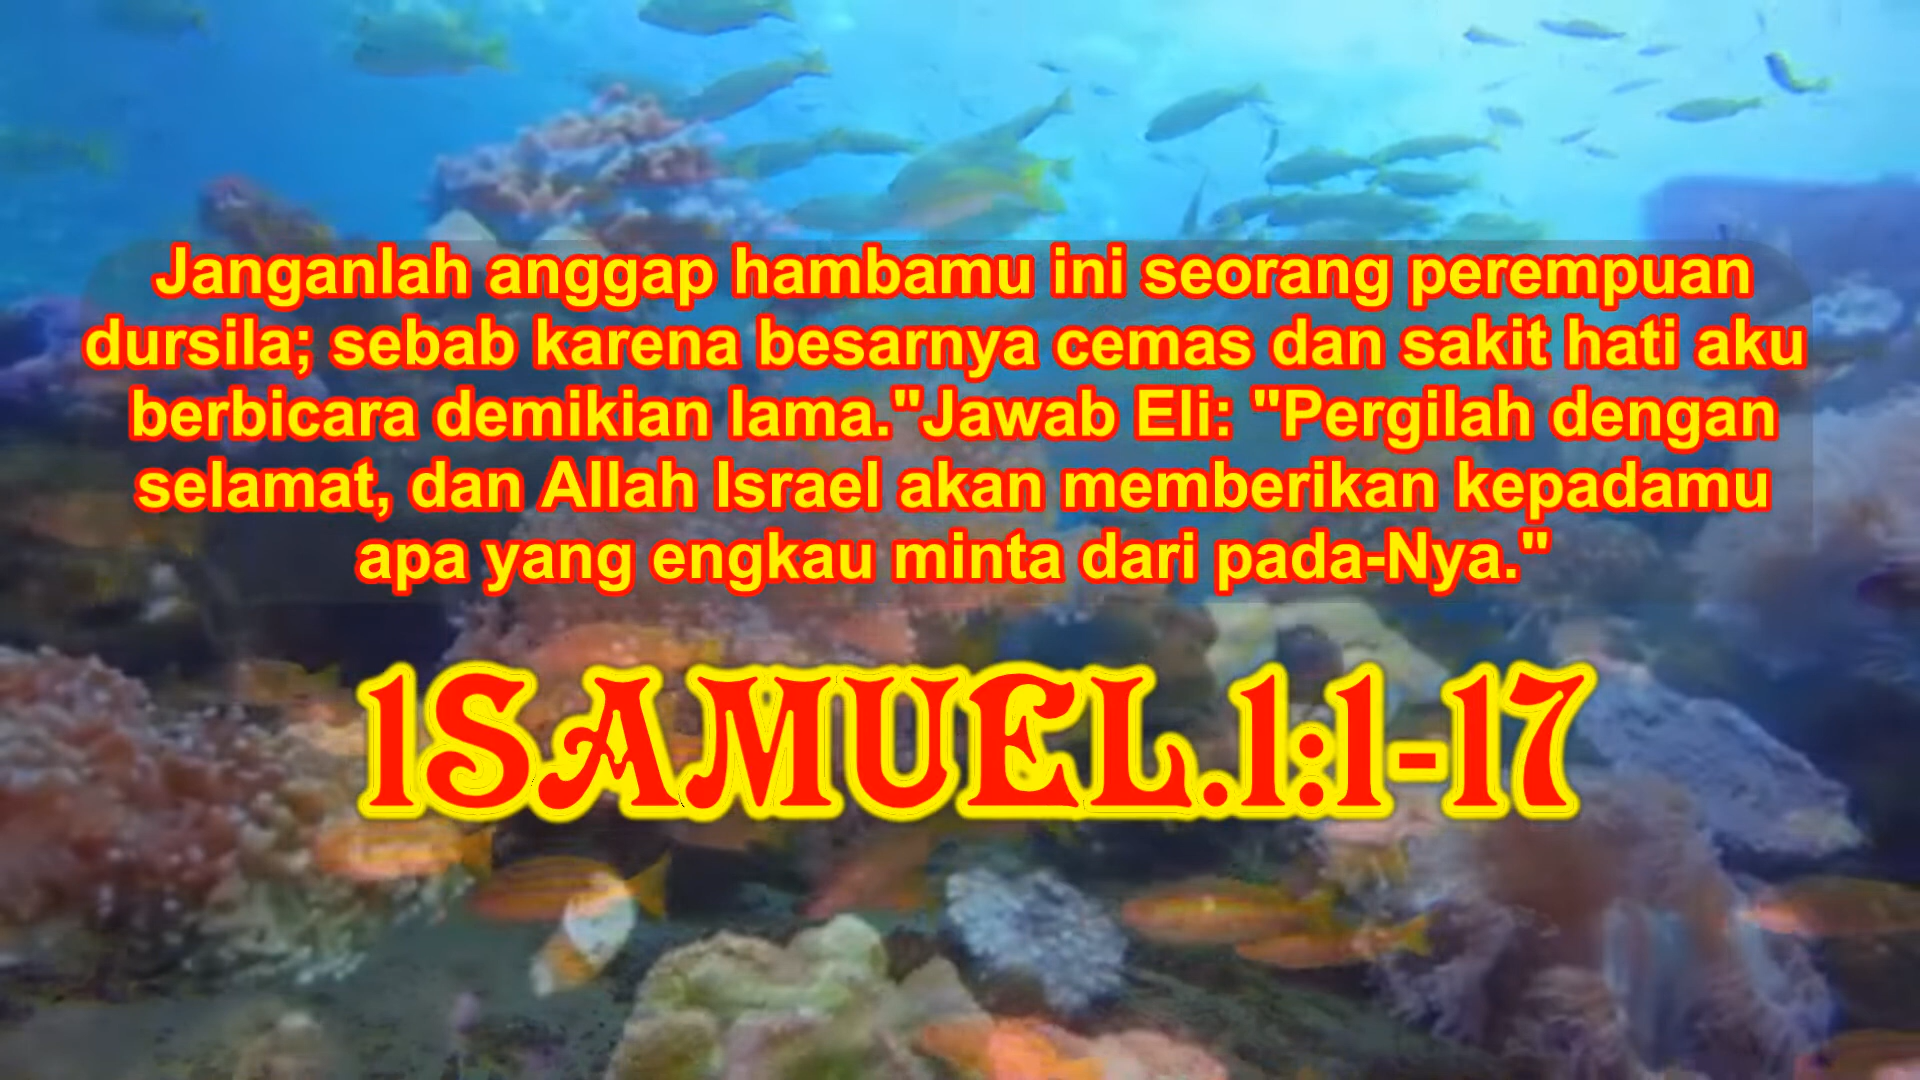 Janganlah anggap hambamu ini seorang perempuan
dursila; sebab karena besarnya cemas dan sakit hati aku
berbicara demikian lama."Jawab Eli: "Pergilah dengan
selamat, dan Allah Israel akan memberikan kepadamu
apa yang engkau minta dari pada-Nya."
1SAMUEL.1:1-17